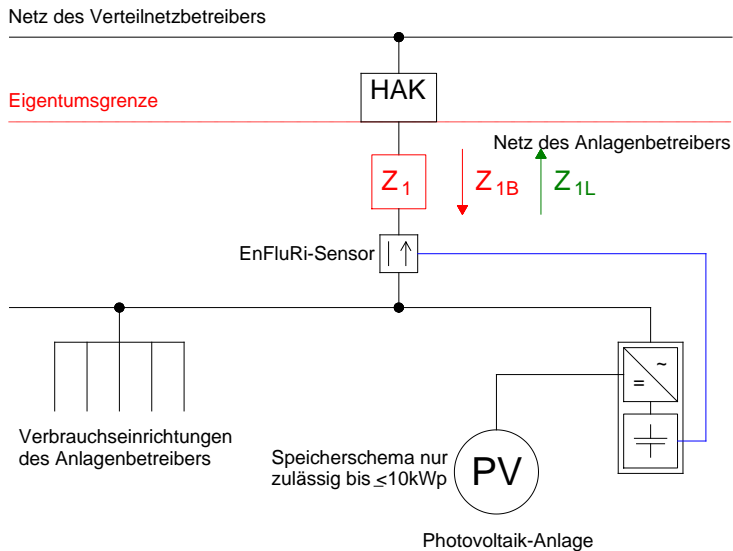 Netz des Verteilnetzbetreibers
HAK
Eigentumsgrenze
Netz des Anlagenbetreibers
Z1
Z1B
Z1L
EnFluRi-Sensor
~
=
Verbrauchseinrichtungen
des Anlagenbetreibers
Speicherschema nur
zulässig bis ≤10kWp
PV
Photovoltaik-Anlage